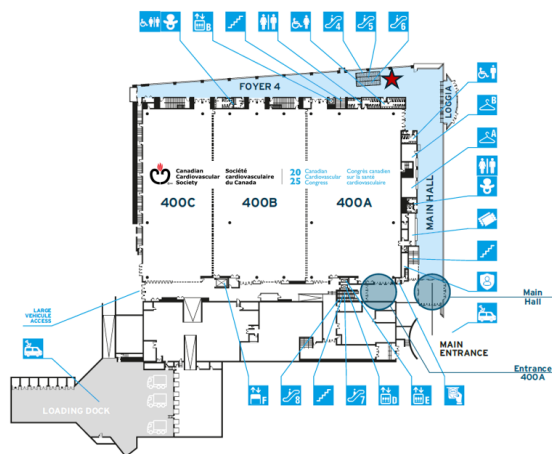 B
4
5
6
FOYER 4
LOGGIA
B
A
Canadian
Cardiovascular
Society
Société
cardiovasculaire
du Canada
20
25
Canadian
Cardiovascular
Congress
Congrès canadien
sur la santé
cardiovasculaire
400C
400B
400A
MAIN HALL
Main
Hall
LARGE
VEHICULE
ACCESS
MAIN
ENTRANCE
Entrance
400A
F
8
7
D
E
LOADING DOCK